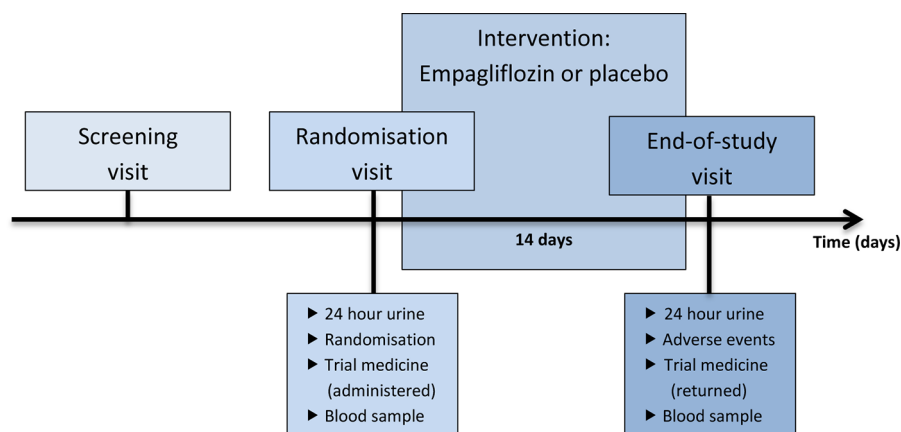 Intervention:
Empagliflozin or placebo
Screening
visit
Randomisation
visit
End-of-study
visit
14 days
Time (days)
▶ 24 hour urine
▶ Randomisation
▶ Trial medicine
(administered)
▶ Blood sample
▶ 24 hour urine
▶ Adverse events
▶ Trial medicine
(returned)
▶ Blood sample